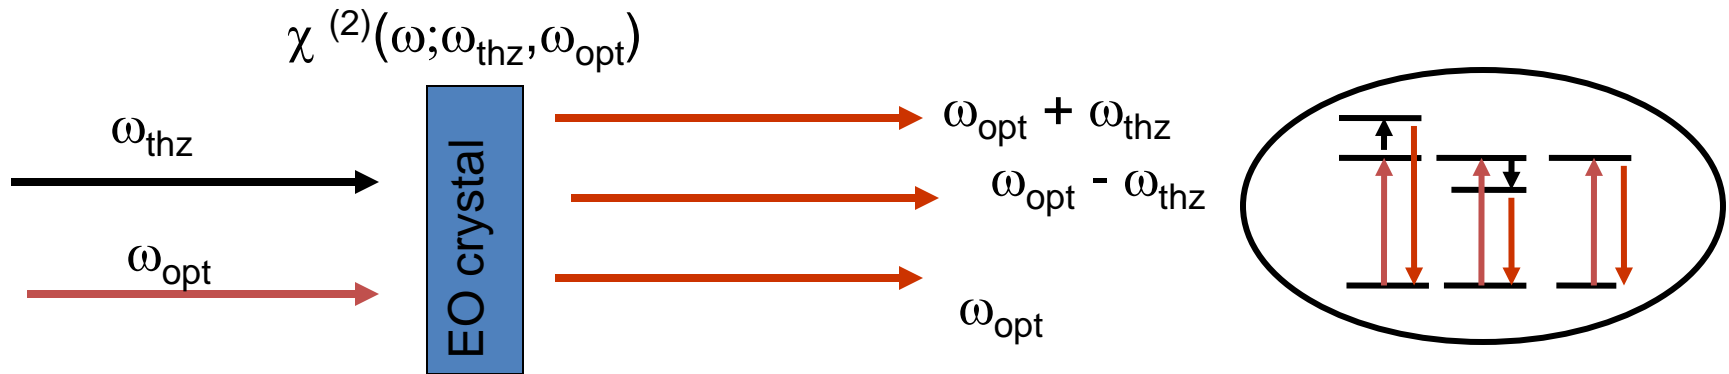 χ (2)(ω;ωthz,ωopt)
ωthz
ωopt
EO crystal
ωopt + ωthz
ωopt - ωthz
ωopt